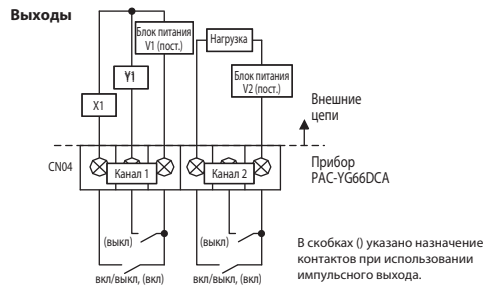 Выходы
Блок питания
V1 (пост.)
Нагрузка
Y1
Блок питания
V2 (пост.)
X1
Внешние
цепи
CN04
Канал 1
Канал 2
Прибор
PAC-YG66DCA
(выкл)
(выкл)
вкл/выкл, (вкл)
вкл/выкл, (вкл)
В скобках () указано назначение
контактов при использовании
импульсного выхода.